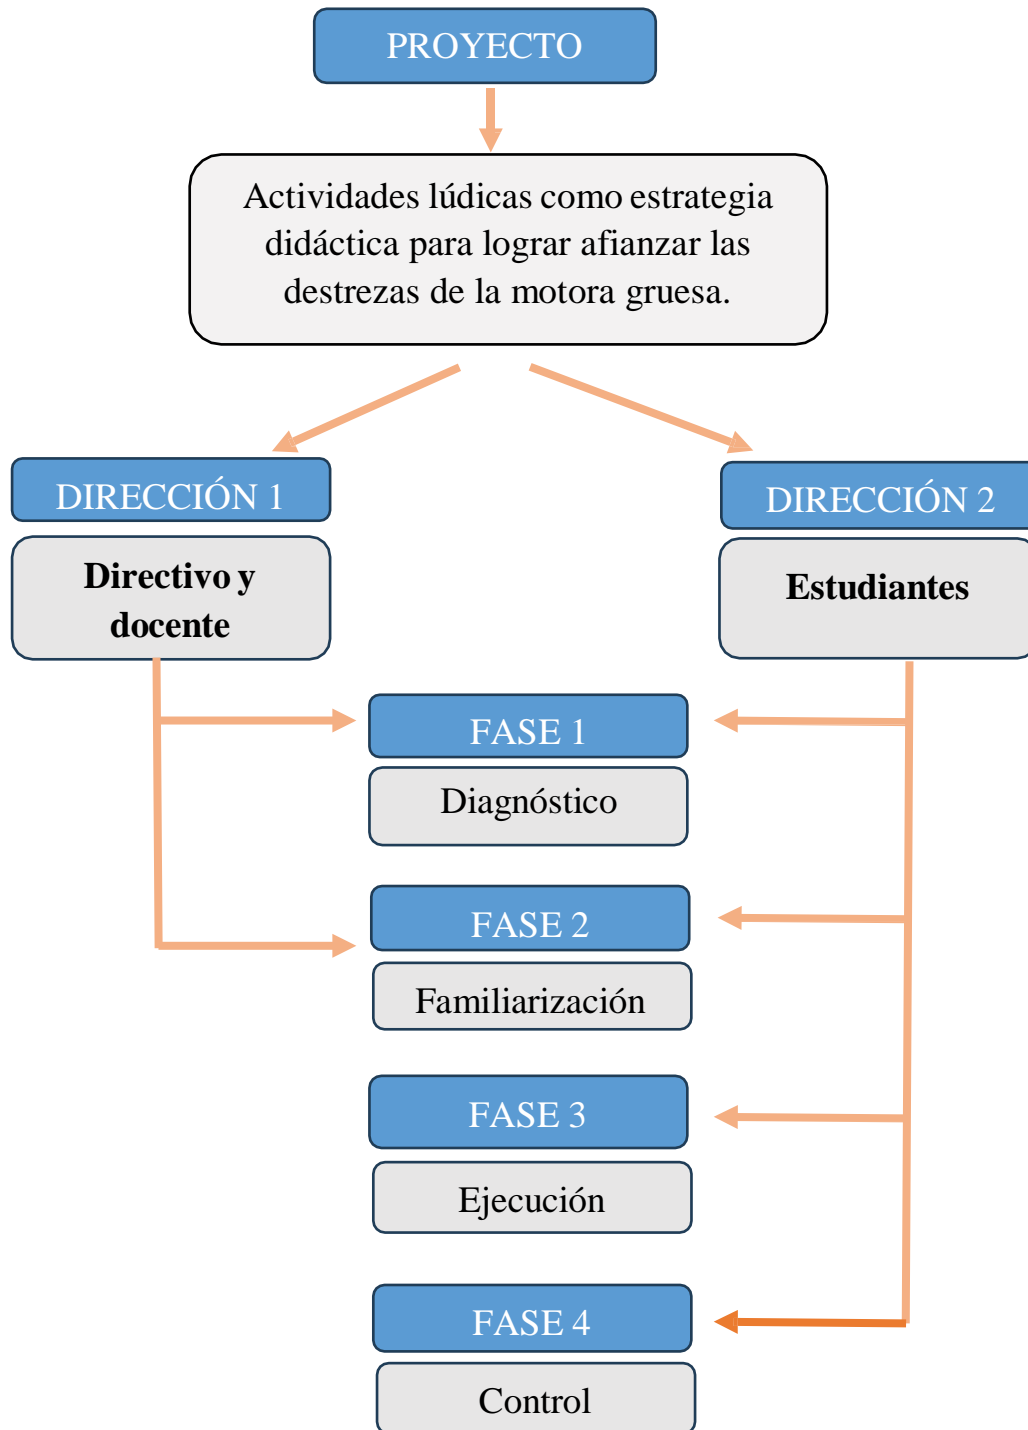 PROYECTO
Actividades lúdicas como estrategia
didáctica para lograr afianzar las
destrezas de la motora gruesa.
DIRECCIÓN 1
Directivo y
docente
DIRECCIÓN 2
Estudiantes
FASE 1
Diagnóstico
FASE 2
Familiarización
FASE 3
Ejecución
FASE 4
Control